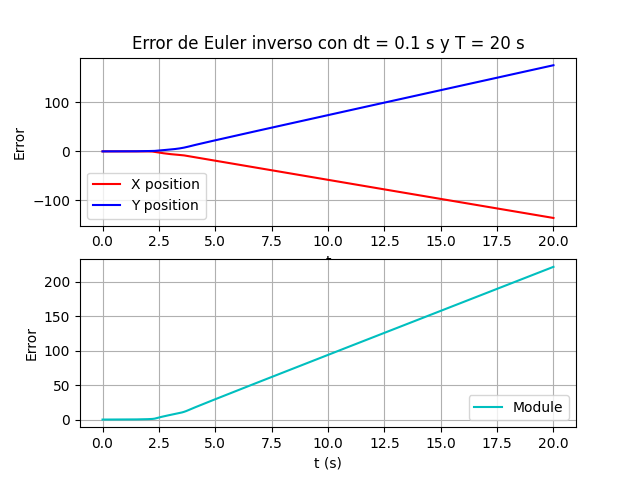 Error de Euler inverso con dt = 0.1 s y T = 20 s
Error
100
0
−100
X position
Y position
0.0 2.5 5.0 7.5 10.0 12.5 15.0 17.5 20.0
Error
200
150
100
50
0
Module
0.0 2.5 5.0 7.5 10.0 12.5 15.0 17.5 20.0
t (s)